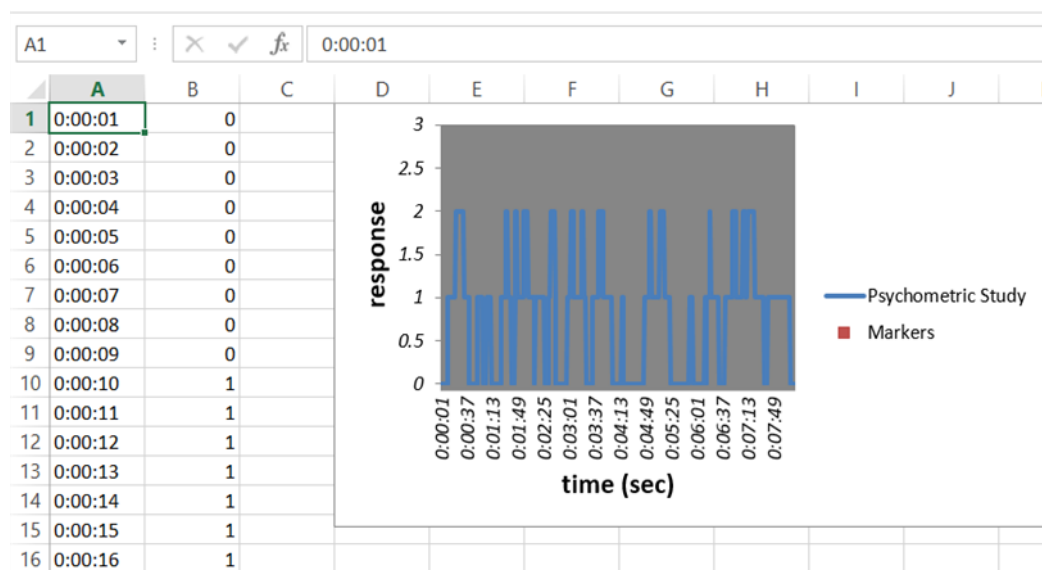 A1 fx 0:00:01
A B C D E F G H I J
1 0:00:01 0
2 0:00:02 0
3 0:00:03 0
4 0:00:04 0
5 0:00:05 0
6 0:00:06 0
7 0:00:07 0
8 0:00:08 0
9 0:00:09 0
10 0:00:10 1
11 0:00:11 1
12 0:00:12 1
13 0:00:13 1
14 0:00:14 1
15 0:00:15 1
16 0:00:16 1
3
2.5
2
1.5
1
0.5
0
response
0:00:01 0:00:37 0:01:13 0:01:49 0:02:25 0:03:01 0:03:37 0:04:13 0:04:49 0:05:25 0:06:01 0:06:37 0:07:13 0:07:49
time (sec)
Psychometric Study
Markers